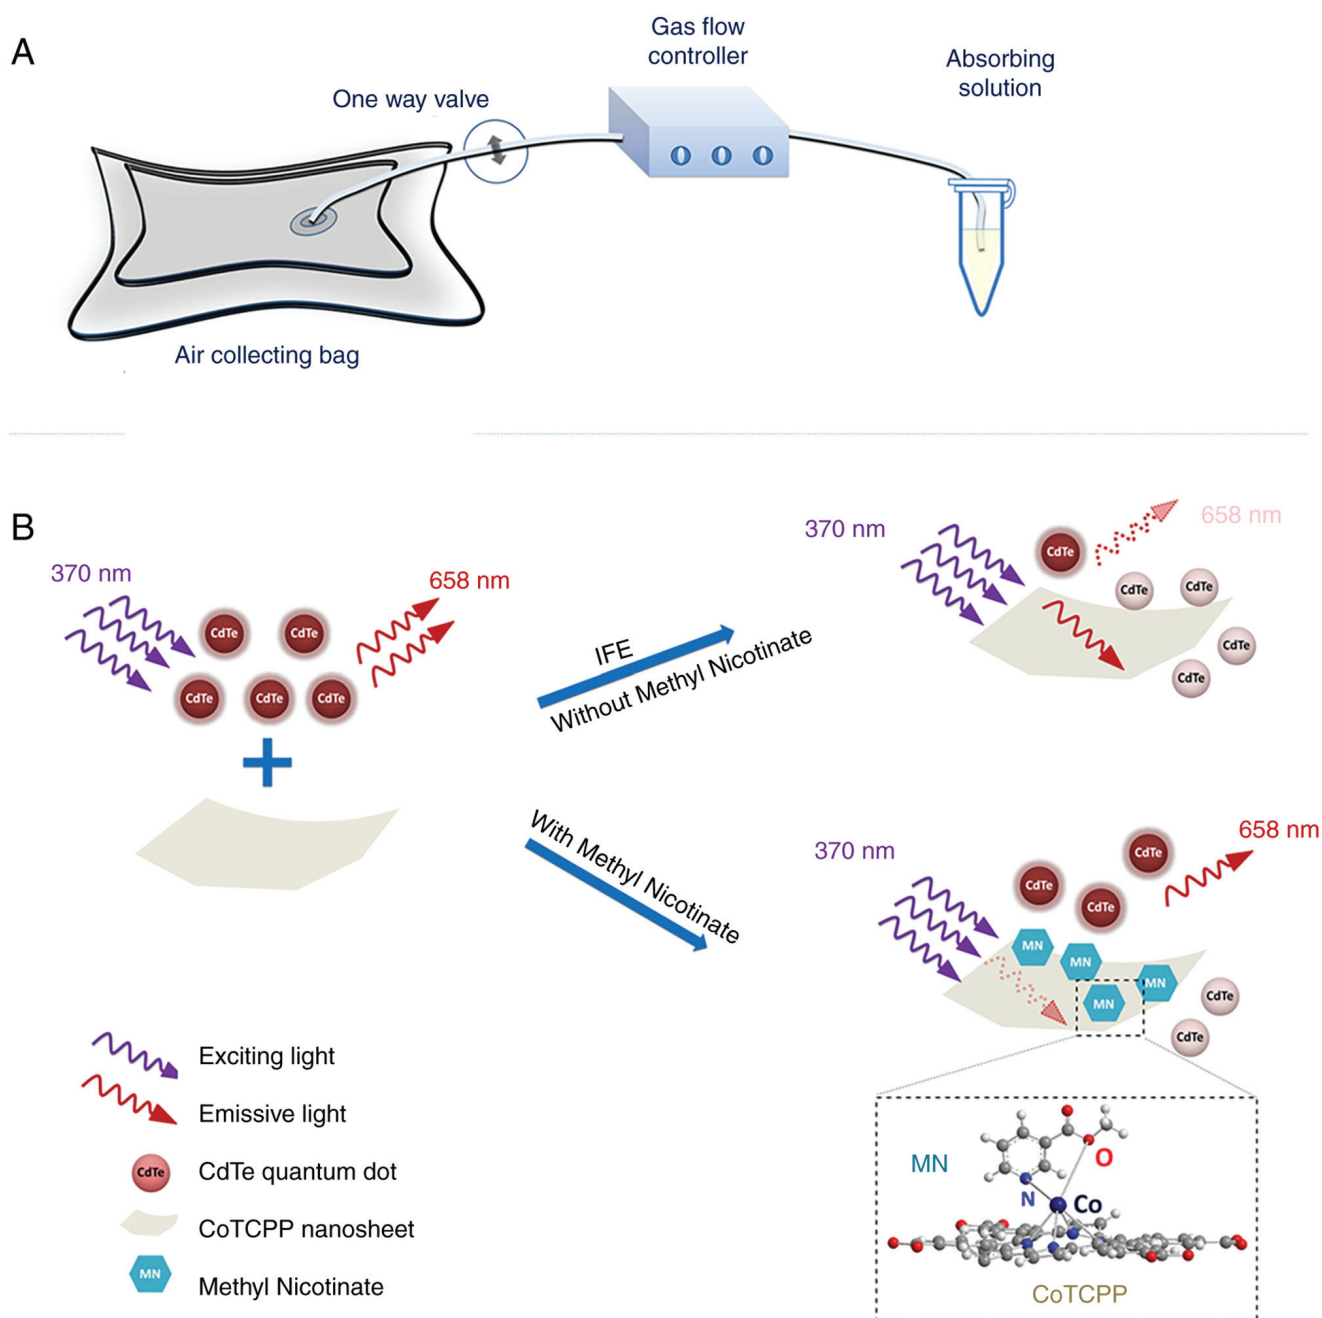 A
Gas flow
controller
Absorbing
solution
One way valve
Air collecting bag
B
370 nm
658 nm
CdTe
CdTe
CdTe
CdTe
CdTe
IFE
Without Methyl Nicotinate
370 nm
658 nm
CdTe
CdTe
CdTe
CdTe
CdTe
With Methyl Nicotinate
370 nm
658 nm
CdTe
CdTe
CdTe
MN
MN
MN
MN
CdTe
CdTe
MN
O
N
Co
CoTCPP
Exciting light
Emissive light
CdTe
CdTe quantum dot
CoTCPP nanosheet
MN
Methyl Nicotinate